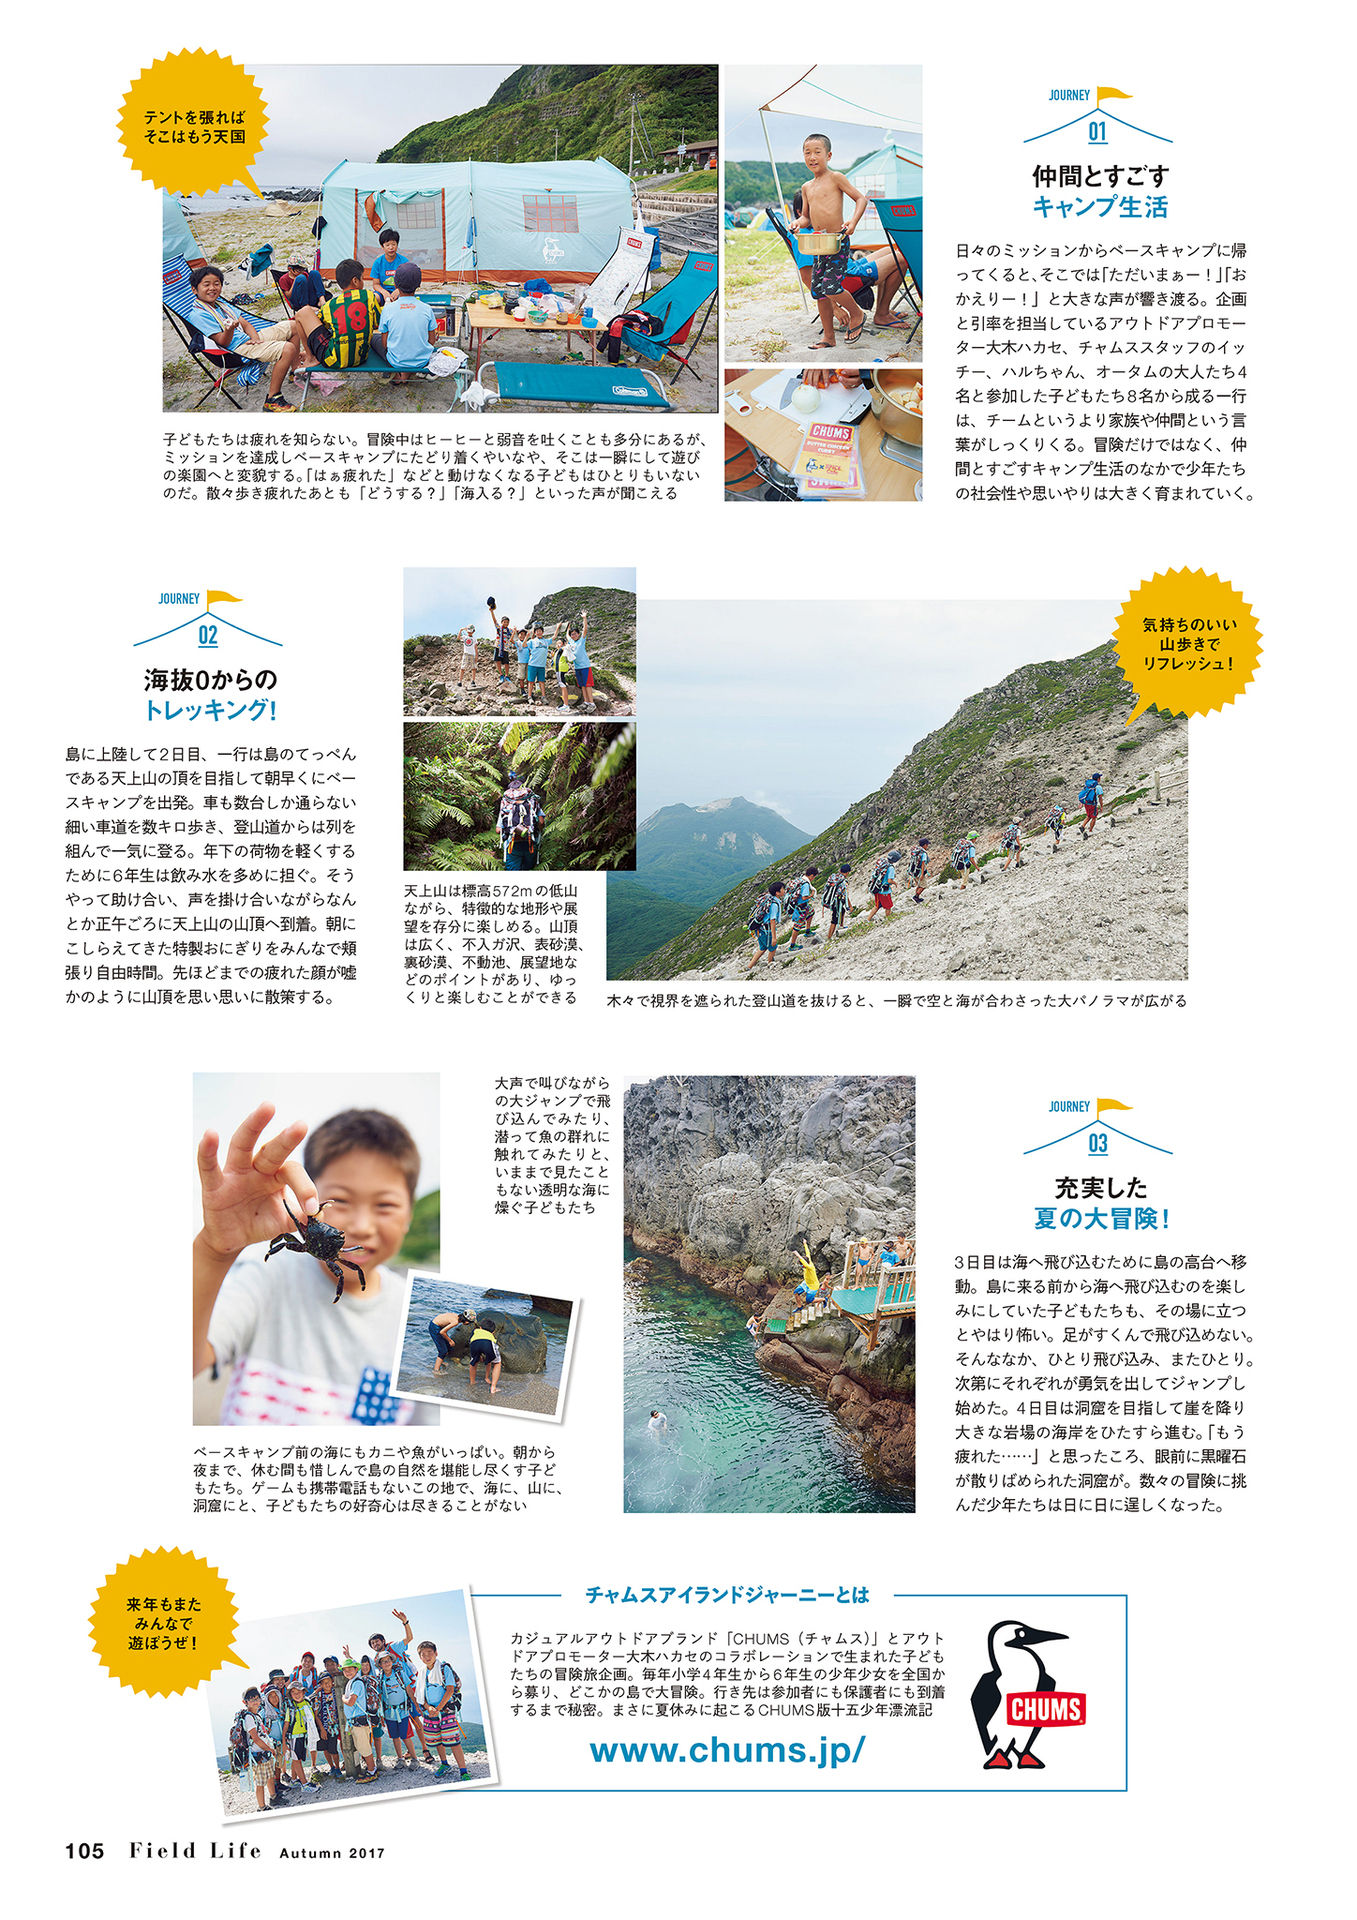 テントを張れば
そこはもう天国
JOURNEY
01
仲間とすごす
キャンプ生活
日々のミッションからベースキャンプに帰
ってくると、そこでは「ただいまぁー！」「お
かえりー！」と大きな声が響き渡る。企画
と引率を担当しているアウトドアプロモー
ター大木ハカセ、チャムススタッフのイッ
チー、ハルちゃん、オータムの大人たち4
名と参加した子どもたち8名から成る一行
は、チームというより家族や仲間という言
葉がしっくりくる。冒険だけではなく、仲
間とすごすキャンプ生活のなかで少年たち
の社会性や思いやりは大きく育まれていく。
子どもたちは疲れを知らない。冒険中はヒーヒーと弱音を吐くことも多分にあるが、
ミッションを達成しベースキャンプにたどり着くやいなや、そこは一瞬にして遊び
の楽園へと変貌する。「はぁ疲れた」などと動けなくなる子どもはひとりもいない
のだ。散々歩き疲れたあとも「どうする？」「海入る？」といった声が聞こえる
CHUMS
CHUMS
CHUMS
18
Coleman
CHUMS
BUTTER CHICKEN
CURRY
JOURNEY
02
海抜0からの
トレッキング！
島に上陸して2日目、一行は島のてっぺん
である天上山の頂を目指して朝早くにベー
スキャンプを出発。車も数台しか通らない
細い車道を数キロ歩き、登山道からは列を
組んで一気に登る。年下の荷物を軽くする
ために6年生は飲み水を多めに担ぐ。そう
やって助け合い、声を掛け合いながらなん
とか正午ごろに天上山の山頂へ到着。朝に
こしらえてきた特製おにぎりをみんなで頬
張り自由時間。先ほどまでの疲れた顔が嘘
かのように山頂を思い思いに散策する。
天上山は標高572mの低山
ながら、特徴的な地形や展
望を存分に楽しめる。山頂
は広く、不入ガ沢、表砂漠、
裏砂漠、不動池、展望地な
どのポイントがあり、ゆっ
くりと楽しむことができる
気持ちのいい
山歩きで
リフレッシュ！
木々で視界を遮られた登山道を抜けると、一瞬で空と海が合わさった大パノラマが広がる
大声で叫びながら
の大ジャンプで飛
び込んでみたり、
潜って魚の群れに
触れてみたりと、
いままで見たこと
もない透明な海に
燥ぐ子どもたち
ベースキャンプ前の海にもカニや魚がいっぱい。朝から
夜まで、休む間も惜しんで島の自然を堪能し尽くす子ど
もたち。ゲームも携帯電話もないこの地で、海に、山に、
洞窟にと、子どもたちの好奇心は尽きることがない
JOURNEY
03
充実した
夏の大冒険！
3日目は海へ飛び込むために島の高台へ移
動。島に来る前から海へ飛び込むのを楽し
みにしていた子どもたちも、その場に立つ
とやはり怖い。足がすくんで飛び込めない。
そんななか、ひとり飛び込み、またひとり。
次第にそれぞれが勇気を出してジャンプし
始めた。4日目は洞窟を目指して崖を降り
大きな岩場の海岸をひたすら進む。「もう
疲れた……」と思ったころ、眼前に黒曜石
が散りばめられた洞窟が。数々の冒険に挑
んだ少年たちは日に日に逞しくなった。
来年もまた
みんなで
遊ぼうぜ！
チャムスアイランドジャーニーとは
カジュアルアウトドアブランド「CHUMS（チャムス）」とアウト
ドアプロモーター大木ハカセのコラボレーションで生まれた子ども
たちの冒険旅企画。毎年小学4年生から6年生の少年少女を全国か
ら募り、どこかの島で大冒険。行き先は参加者にも保護者にも到着
するまで秘密。まさに夏休みに起こるCHUMS版十五少年漂流記
www.chums.jp/
CHUMS
105 Field Life Autumn 2017